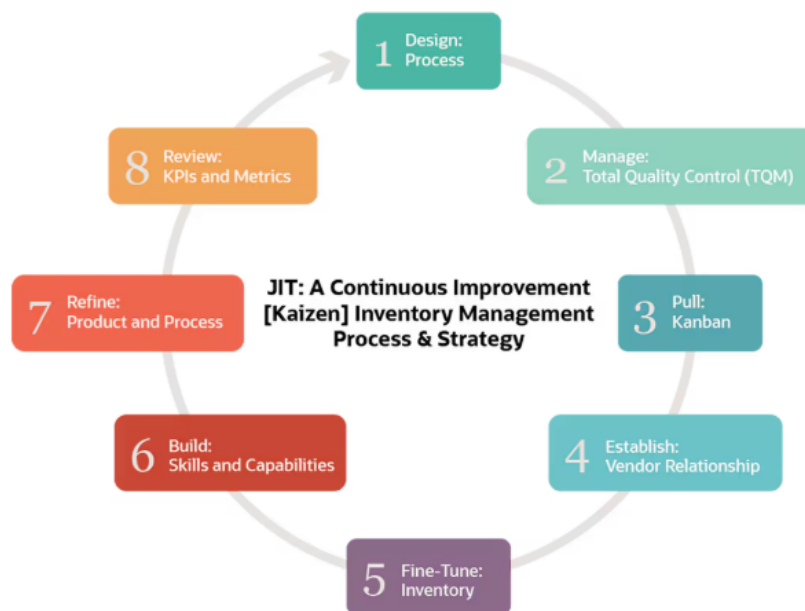 1 Design:
Process
2 Manage:
Total Quality Control (TQM)
3 Pull:
Kanban
4 Establish:
Vendor Relationship
5 Fine-Tune:
Inventory
6 Build:
Skills and Capabilities
7 Refine:
Product and Process
8 Review:
KPIs and Metrics
JIT: A Continuous Improvement
[Kaizen] Inventory Management
Process & Strategy